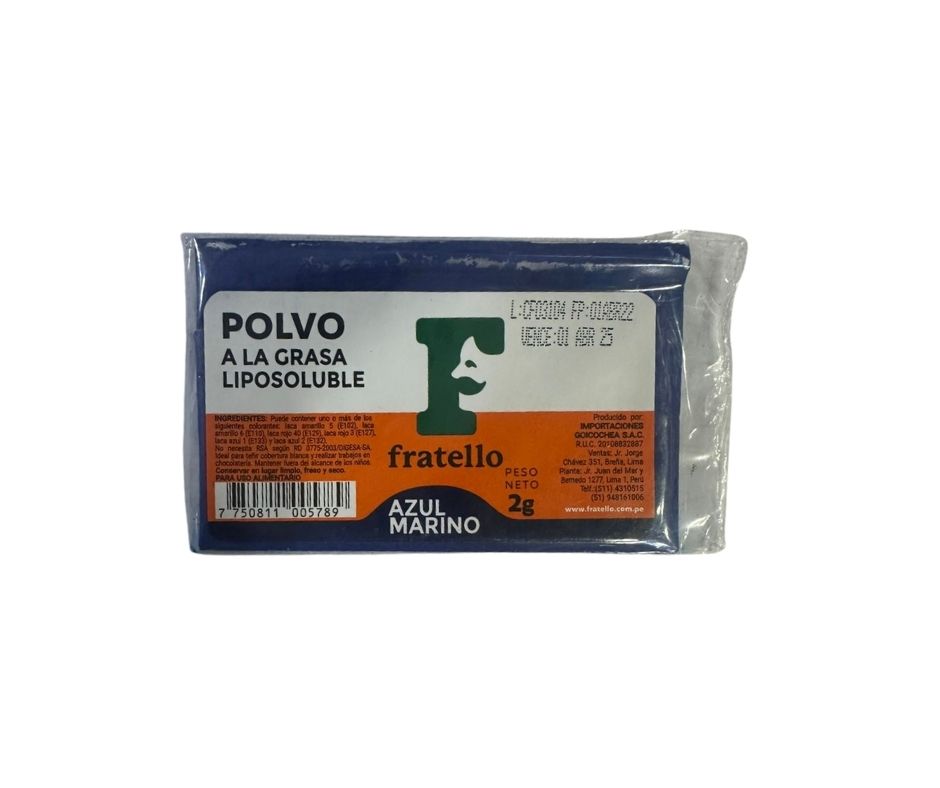 POLVO
A LA GRASA
LIPOSOLUBLE
L:CF03104 FP:01ABR22
VENCE:01 ABR 25
INGREDIENTES: Puede contener uno o más de los
siguientes colorantes: laca amarillo 5 (E102), laca
amarillo 6 (E110), laca rojo 40 (E129), laca rojo 3 (E127),
laca azul 1 (E133) y laca azul 2 (E132).
No necesita RSA según RD 0775-2003/DIGESA-SA.
Ideal para teñir cobertura blanca y realizar trabajos en
chocolatería. Mantener fuera del alcance de los niños.
Conservar en lugar limpio, freso y seco.
PARA USO ALIMENTARIO
7 750811 005789
fratello
PESO
NETO
2g
AZUL
MARINO
Producido por:
IMPORTACIONES
GOICOCHEA S.A.C.
R.U.C. 20108832887
Ventas: Jr. Jorge
Chávez 351, Breña, Lima
Planta: Jr. Juan del Mar y
Bernedo 1277, Lima 1, Perú
Telf.:(511) 4310515
(51) 948161006
www.fratello.com.pe